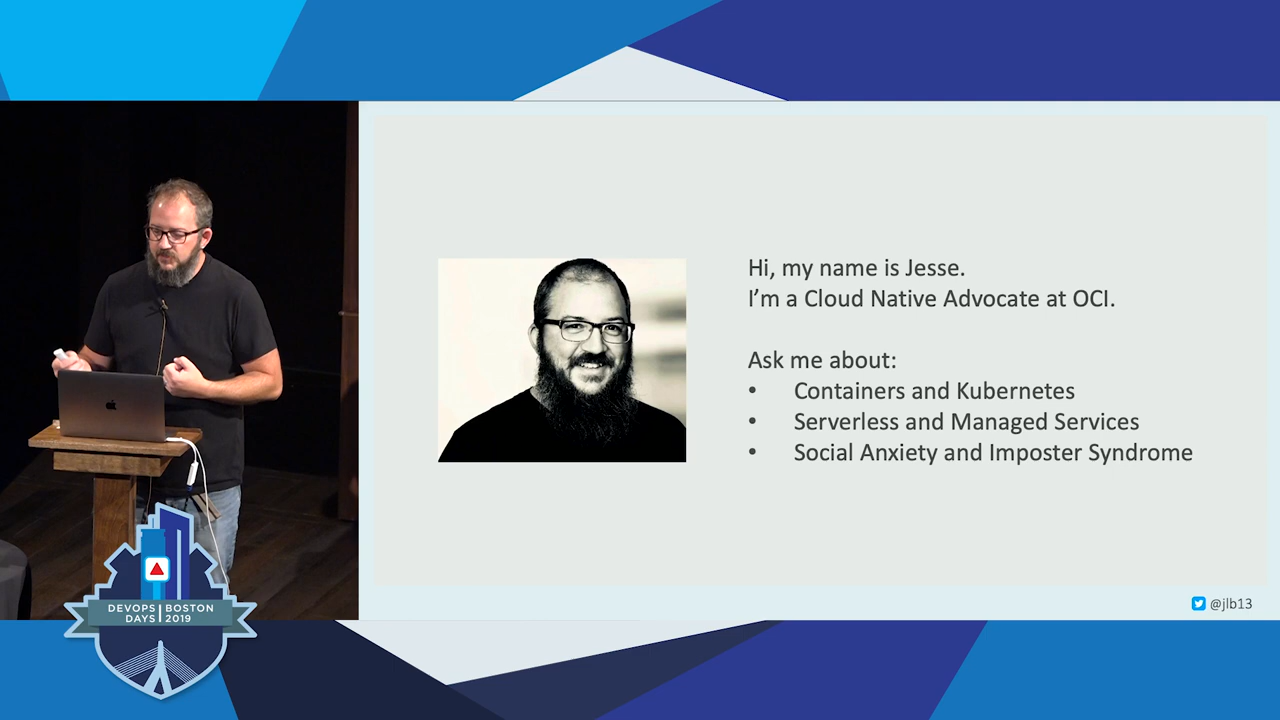 Hi, my name is Jesse.
I’m a Cloud Native Advocate at OCI.
Ask me about:
• Containers and Kubernetes
• Serverless and Managed Services
• Social Anxiety and Imposter Syndrome
@jlb13
DEVOPS BOSTON
DAYS 2019